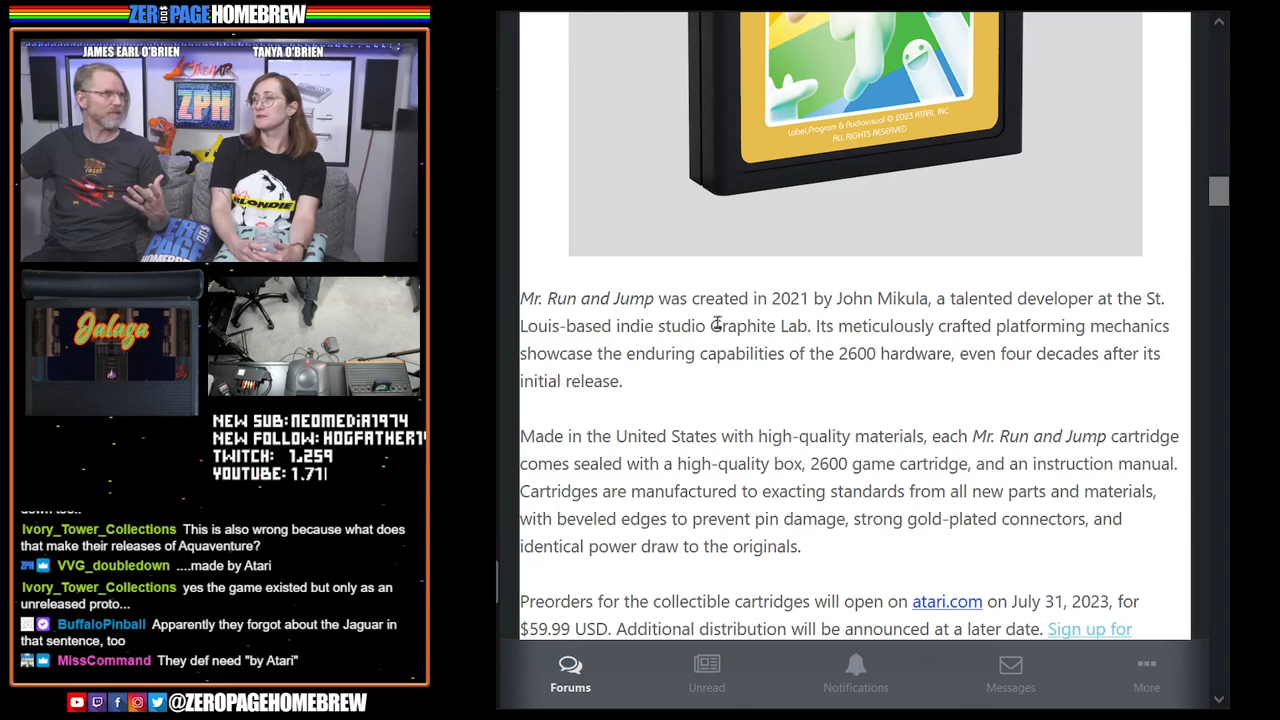 ZERO PAGE HOMEBREW
JAMES EARL O'BRIEN
TANYA O'BRIEN
ZPH
reset
BLONDIE
Jalaga
NEW SUB: NEOMEDIA1974
NEW FOLLOW: HOGFATHER1
TWITCH: 1,259
YOUTUBE: 1.71
down too..
Ivory_Tower_Collections This is also wrong because what does
that make their releases of Aquaventure?
VVG_doubledown ....made by Atari
Ivory_Tower_Collections yes the game existed but only as an
unreleased proto...
BuffaloPinball Apparently they forgot about the Jaguar in
that sentence, too
MissCommand They def need "by Atari"
@ZEROPAGEHOMEBREW
Label, Program & Audiovisual © 2023 ATARI, INC.
ALL RIGHTS RESERVED
Mr. Run and Jump was created in 2021 by John Mikula, a talented developer at the St.
Louis-based indie studio Graphite Lab. Its meticulously crafted platforming mechanics
showcase the enduring capabilities of the 2600 hardware, even four decades after its
initial release.
Made in the United States with high-quality materials, each Mr. Run and Jump cartridge
comes sealed with a high-quality box, 2600 game cartridge, and an instruction manual.
Cartridges are manufactured to exacting standards from all new parts and materials,
with beveled edges to prevent pin damage, strong gold-plated connectors, and
identical power draw to the originals.
Preorders for the collectible cartridges will open on atari.com on July 31, 2023, for
$59.99 USD. Additional distribution will be announced at a later date. Sign up for
Forums
Unread
Notifications
Messages
More